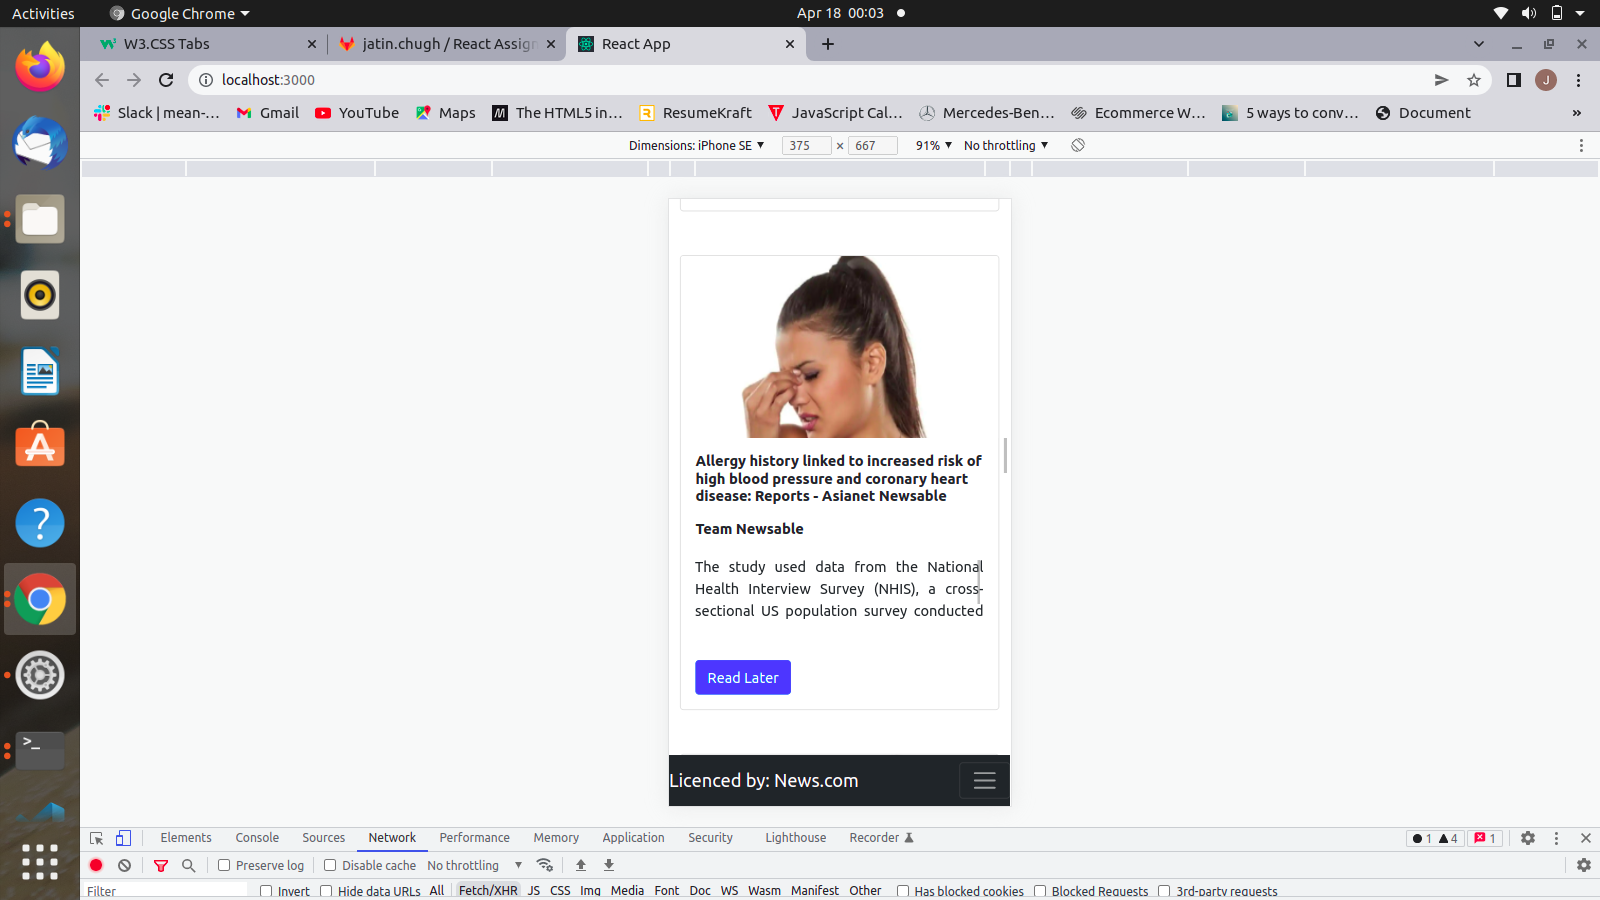 Activities
Google Chrome
Apr 18 00:03
W3.CSS Tabs
jatin.chugh / React Assign
React App
localhost:3000
J
Slack | mean-...
Gmail
YouTube
Maps
The HTML5 in...
ResumeKraft
JavaScript Cal...
Mercedes-Ben...
Ecommerce W...
5 ways to conv...
Document
»
Dimensions: iPhone SE
375 × 667
91%
No throttling
Allergy history linked to increased risk of
high blood pressure and coronary heart
disease: Reports - Asianet Newsable
Team Newsable
The study used data from the National
Health Interview Survey (NHIS), a cross-
sectional US population survey conducted
Read Later
Licenced by: News.com
Elements Console Sources Network Performance Memory Application Security Lighthouse Recorder 1 4 1
Preserve log Disable cache No throttling
Filter Invert Hide data URLs All Fetch/XHR JS CSS Img Media Font Doc WS Wasm Manifest Other Has blocked cookies Blocked Requests 3rd-party requests